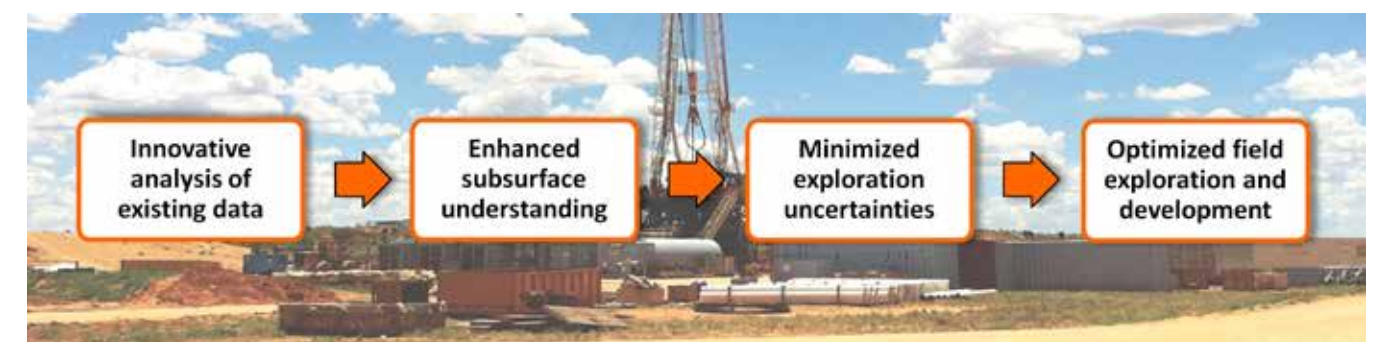 Innovative
analysis of
existing data
Enhanced
subsurface
understanding
Minimized
exploration
uncertainties
Optimized field
exploration and
development